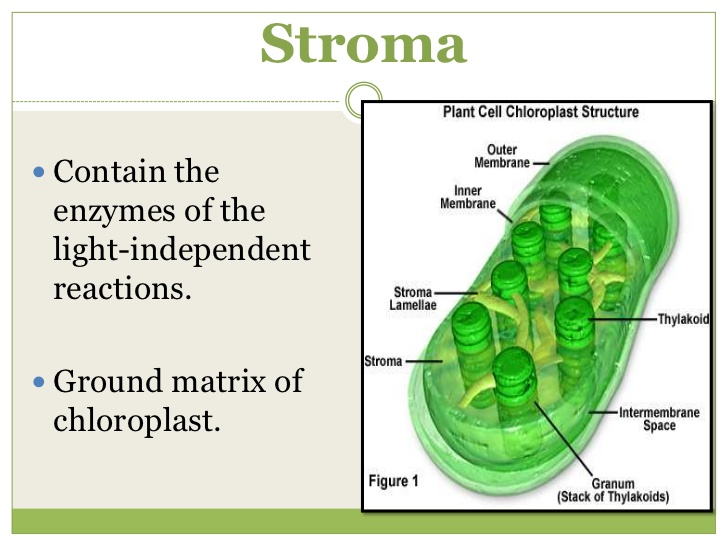 Stroma
Contain the
enzymes of the
light-independent
reactions.
Ground matrix of
chloroplast.
Plant Cell Chloroplast Structure
Outer
Membrane
Inner
Membrane
Stroma
Lamellae
Thylakoid
Stroma
Intermembrane
Space
Granum
(Stack of Thylakoids)
Figure 1